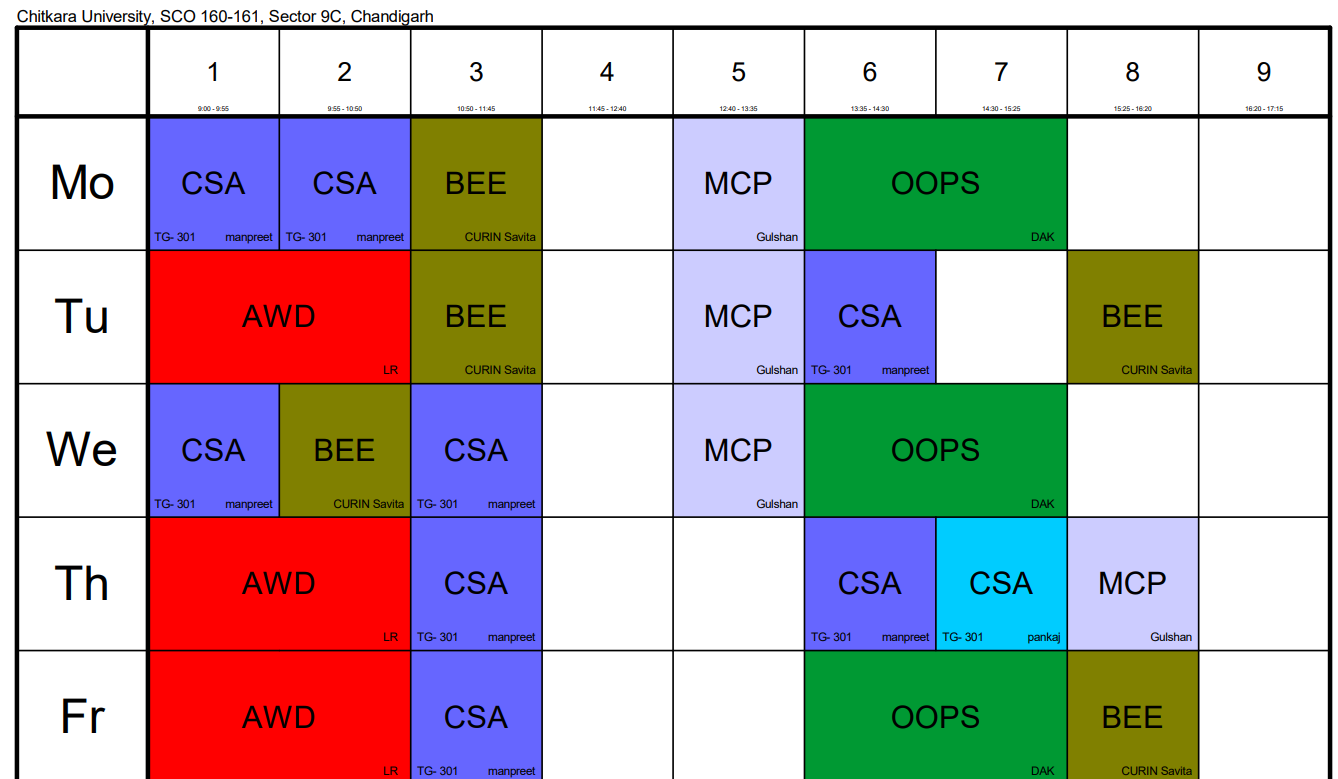 Chitkara University, SCO 160-161, Sector 9C, Chandigarh
1 2 3 4 5 6 7 8 9
9:00 - 9:55 9:55 - 10:50 10:50 - 11:45 11:45 - 12:40 12:40 - 13:35 13:35 - 14:30 14:30 - 15:25 15:25 - 16:20 16:20 - 17:15
Mo CSA CSA BEE MCP OOPS
TG- 301 manpreet TG- 301 manpreet CURIN Savita Gulshan DAK
Tu AWD BEE MCP CSA BEE
LR CURIN Savita Gulshan TG- 301 manpreet CURIN Savita
We CSA BEE CSA MCP OOPS
TG- 301 manpreet CURIN Savita TG- 301 manpreet Gulshan DAK
Th AWD CSA CSA CSA MCP
LR TG- 301 manpreet TG- 301 manpreet TG- 301 pankaj Gulshan
Fr AWD CSA OOPS BEE
LR TG- 301 manpreet DAK CURIN Savita